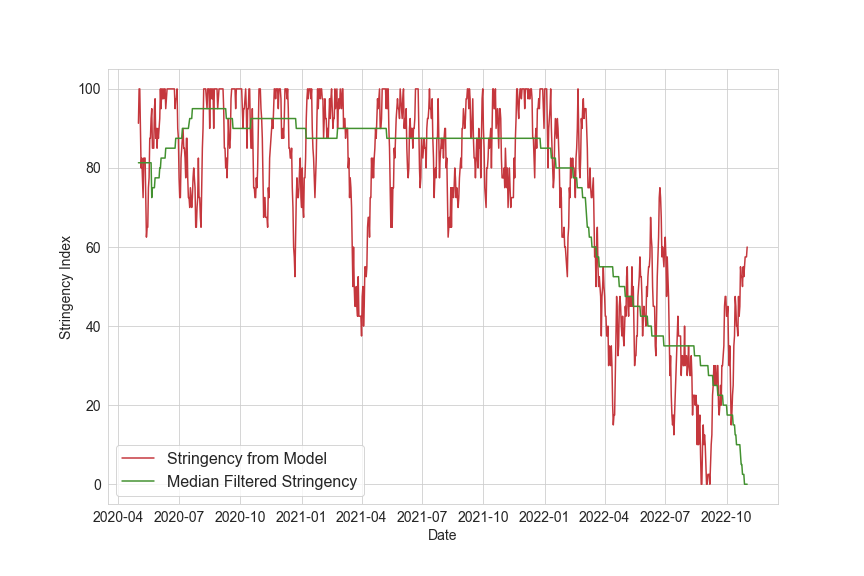 100
80
60
40
20
0
Stringency Index
Stringency from Model
Median Filtered Stringency
2020-04 2020-07 2020-10 2021-01 2021-04 2021-07 2021-10 2022-01 2022-04 2022-07 2022-10
Date